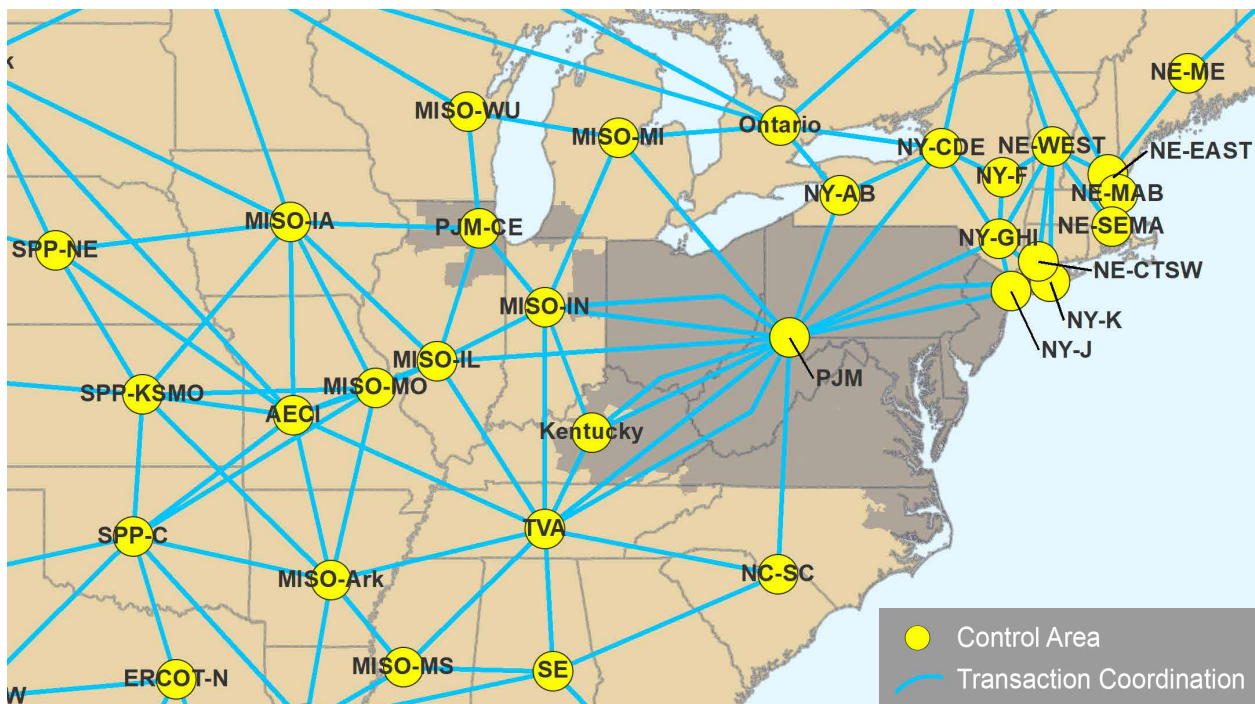 k
NE-ME
MISO-WU
MISO-MI
Ontario
NY-CDE
NE-WEST
NE-EAST
NY-F
NY-AB
NE-MAB
MISO-IA
PJM-CE
NE-SEMA
SPP-NE
NY-GHI
NE-CTSW
MISO-IN
NY-K
NY-J
MISO-IL
PJM
SPP-KSMO
MISO-MO
AECI
Kentucky
TVA
SPP-C
NC-SC
MISO-Ark
Control Area
MISO-MS
SE
ERCOT-N
Transaction Coordination
W